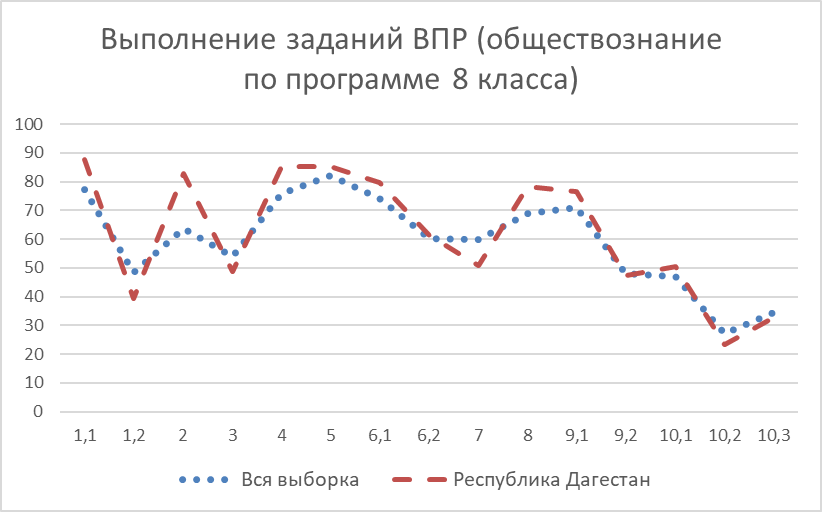 Выполнение заданий ВПР (обществознание
по программе 8 класса)
100
90
80
70
60
50
40
30
20
10
0
1,1 1,2 2 3 4 5 6,1 6,2 7 8 9,1 9,2 10,1 10,2 10,3
Вся выборка Республика Дагестан